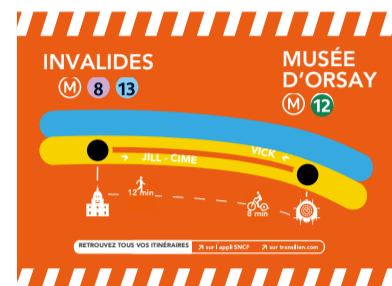 INVALIDES
M 8 13
MUSÉE
D'ORSAY
M 12
JILL - CIME
VICK
12 min
8 min
RETROUVEZ TOUS VOS ITINÉRAIRES
sur l appli SNCF
sur transilien.com